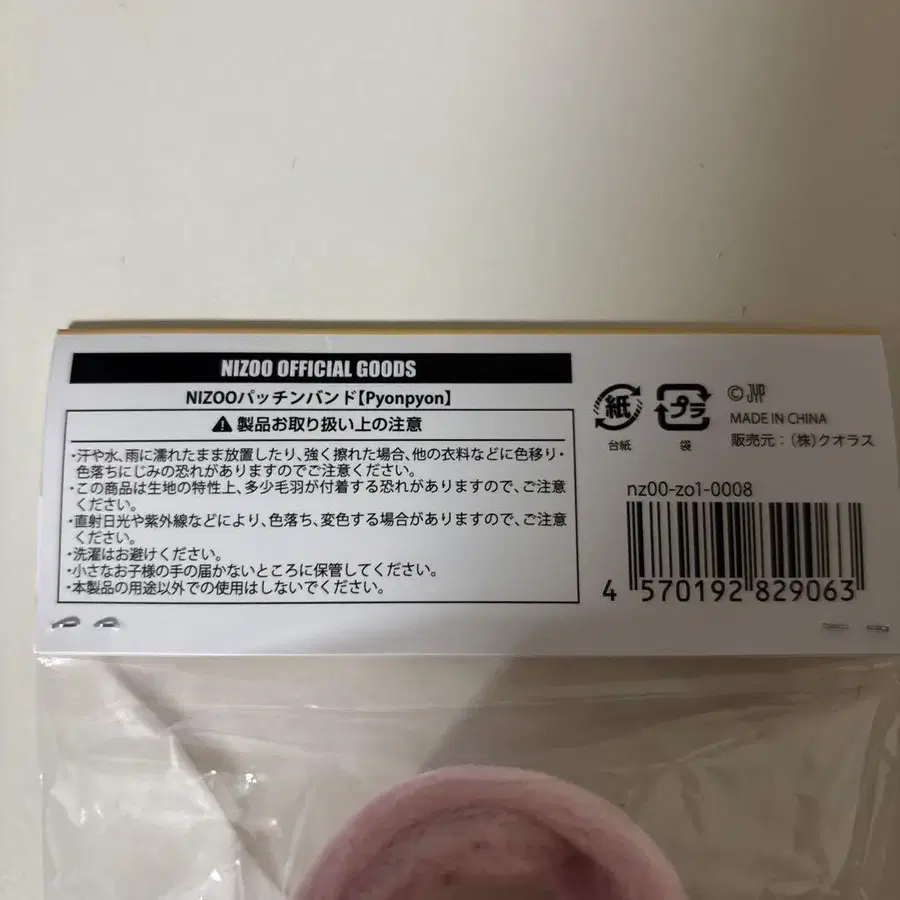 NIZOO OFFICIAL GOODS
NIZOOパッチンバンド【Pyonpyon】
製品お取り扱い上の注意
・汗や水、雨に濡れたまま放置したり、強く擦れた場合、他の衣料などに色移り・
色落ちにじみの恐れがありますのでご注意ください。
・この商品は生地の特性上、多少毛羽が付着する恐れがありますので、ご注意
ください。
・直射日光や紫外線などにより、色落ち、変色する場合がありますので、ご注意
ください。
・洗濯はお避けください。
・小さなお子様の手の届かないところに保管してください。
・本製品の用途以外での使用はしないでください。
紙
台紙
プラ
袋
© JYP
MADE IN CHINA
販売元:(株)クオラス
nz00-zo1-0008
4 570192 829063